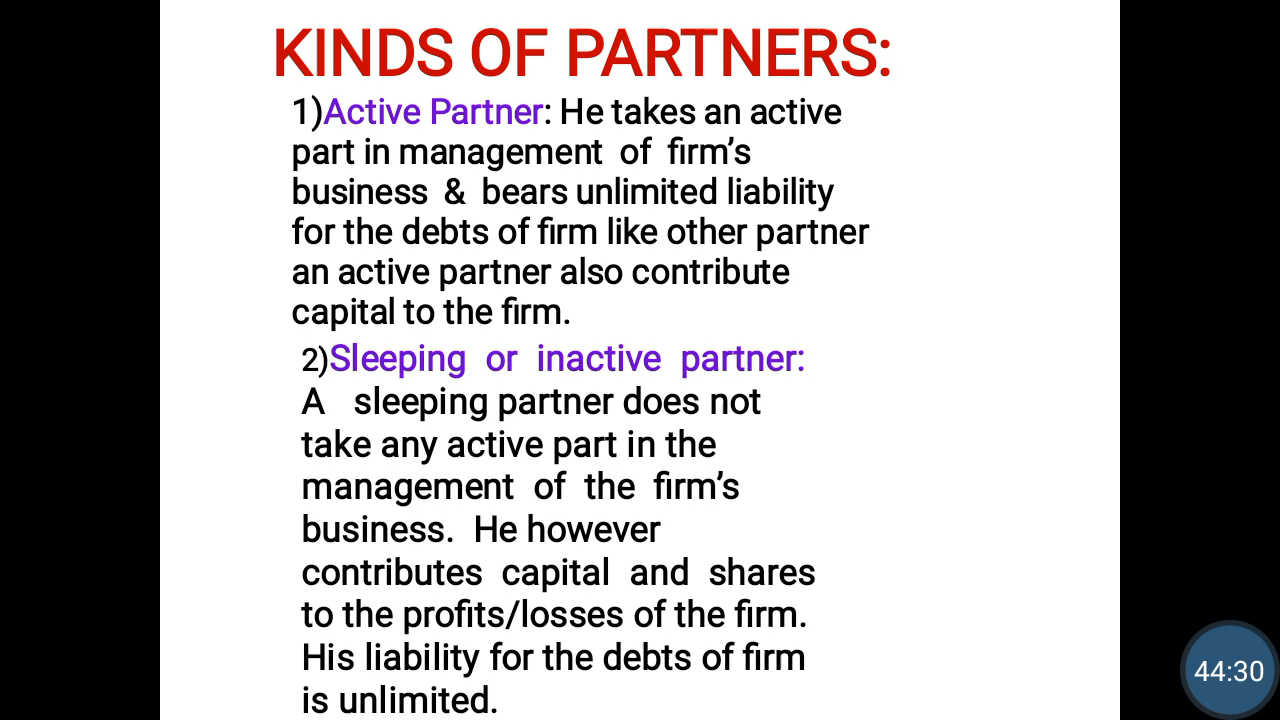 KINDS OF PARTNERS:
1)Active Partner: He takes an active
part in management of firm’s
business & bears unlimited liability
for the debts of firm like other partner
an active partner also contribute
capital to the firm.
2)Sleeping or inactive partner:
A sleeping partner does not
take any active part in the
management of the firm’s
business. He however
contributes capital and shares
to the profits/losses of the firm.
His liability for the debts of firm
is unlimited.
44:30